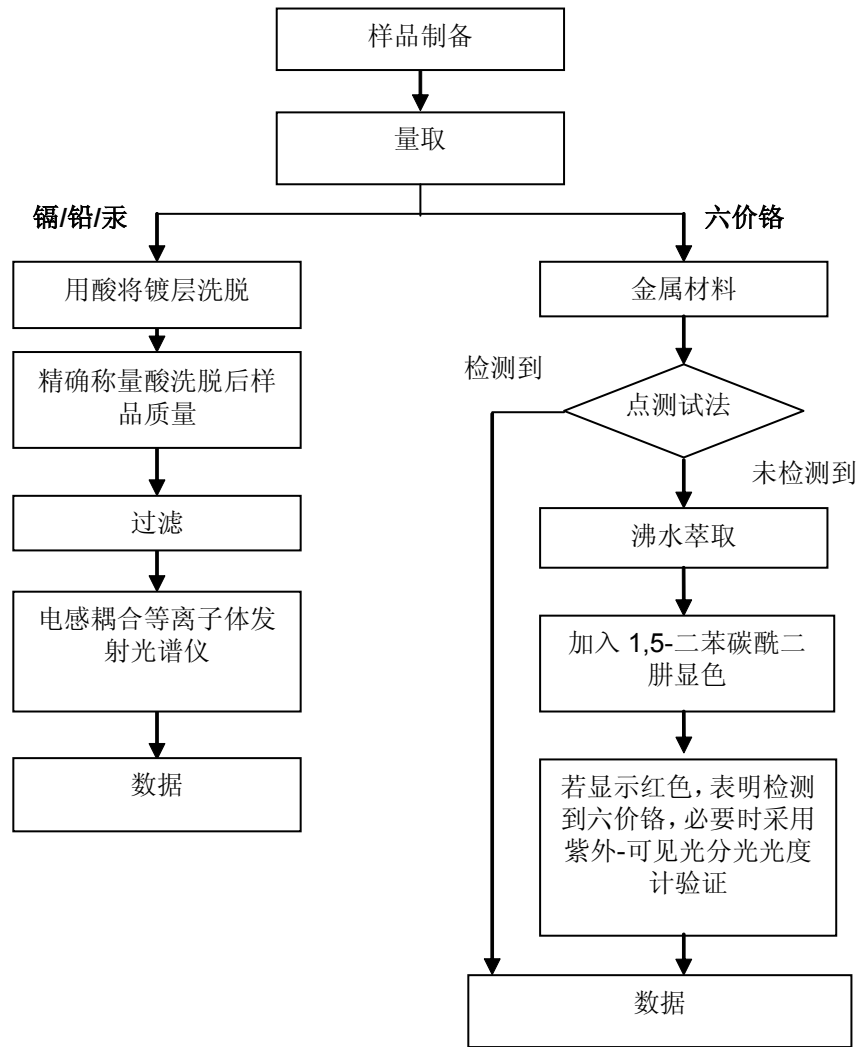 样品制备
量取
镉/铅/汞
六价铬
用酸将镀层洗脱
精确称量酸洗脱后样
品质量
过滤
电感耦合等离子体发
射光谱仪
数据
金属材料
检测到
点测试法
未检测到
沸水萃取
加入 1,5-二苯碳酰二
肼显色
若显示红色，表明检测
到六价铬，必要时采用
紫外-可见光分光光度
计验证
数据